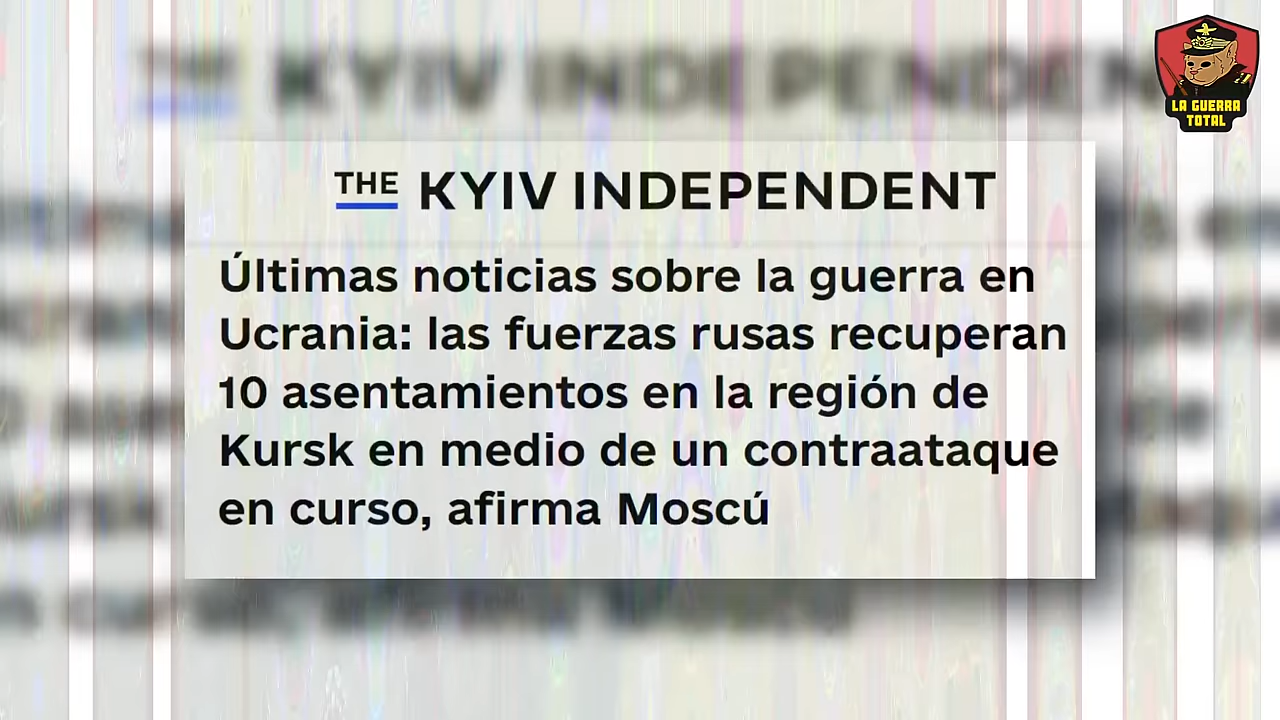 THE KYIV INDEPENDENT
Últimas noticias sobre la guerra en
Ucrania: las fuerzas rusas recuperan
10 asentamientos en la región de
Kursk en medio de un contraataque
en curso, afirma Moscú
LA GUERRA
TOTAL